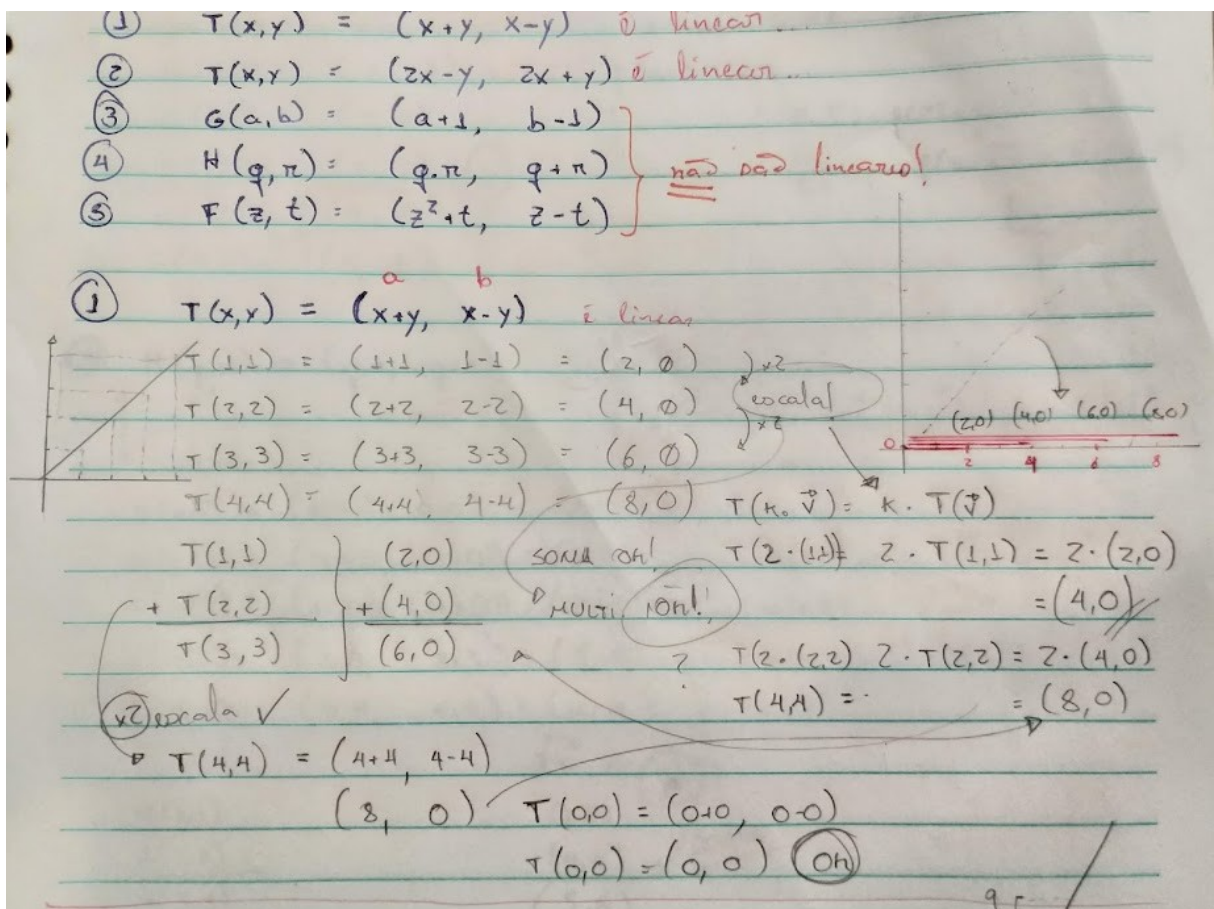 ① T(x,y) = (x+y, x-y) é linear...
② T(x,y) = (2x-y, 2x+y) é linear...
③ G(a,b) = (a+1, b-1)
④ H(q,r) = (q.r, q+r) não são lineares!
⑤ F(z,t) = (z²+t, z-t)
a b
① T(x,y) = (x+y, x-y) é linear
T(1,1) = (1+1, 1-1) = (2,0) ) x2
T(2,2) = (2+2, 2-2) = (4,0) escala!
) x2
(2,0) (4,0) (6,0) (8,0)
T(3,3) = (3+3, 3-3) = (6,0)
0 2 4 6 8
T(4,4) = (4+4, 4-4) = (8,0) T(k. v⃗) = k. T(v⃗)
T(1,1) (2,0) SOMA OK! T(2·(1,1)) = 2·T(1,1) = 2·(2,0)
+ T(2,2) + (4,0) MULTI OK!! = (4,0)
T(3,3) (6,0) ? T(2·(2,2) 2·T(2,2) = 2·(4,0)
T(4,4) = · = (8,0)
x2 escala ✓
T(4,4) = (4+4, 4-4)
(8, 0) T(0,0) = (0+0, 0-0)
T(0,0) = (0,0) OK